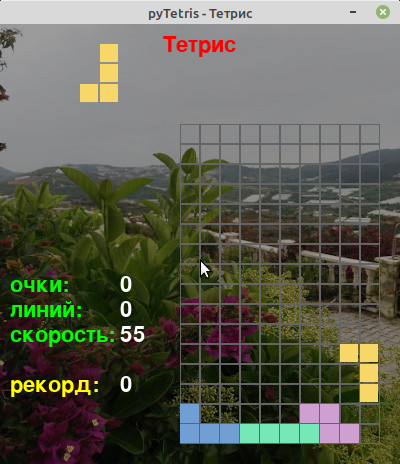 pyTetris - Тетрис
Тетрис
очки: 0
линий: 0
скорость: 55
рекорд: 0